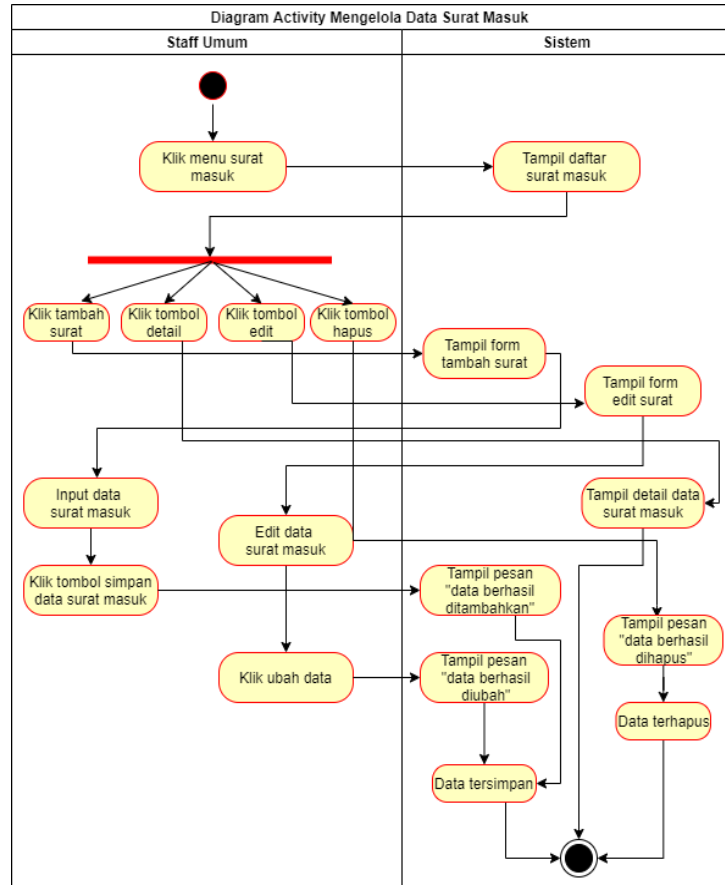 Diagram Activity Mengelola Data Surat Masuk
Staff Umum
Sistem
Klik menu surat
masuk
Tampil daftar
surat masuk
Klik tambah
surat
Klik tombol
detail
Klik tombol
edit
Klik tombol
hapus
Tampil form
tambah surat
Tampil form
edit surat
Input data
surat masuk
Tampil detail data
surat masuk
Edit data
surat masuk
Klik tombol simpan
data surat masuk
Tampil pesan
"data berhasil
ditambahkan"
Tampil pesan
"data berhasil
dihapus"
Klik ubah data
Tampil pesan
"data berhasil
diubah"
Data terhapus
Data tersimpan